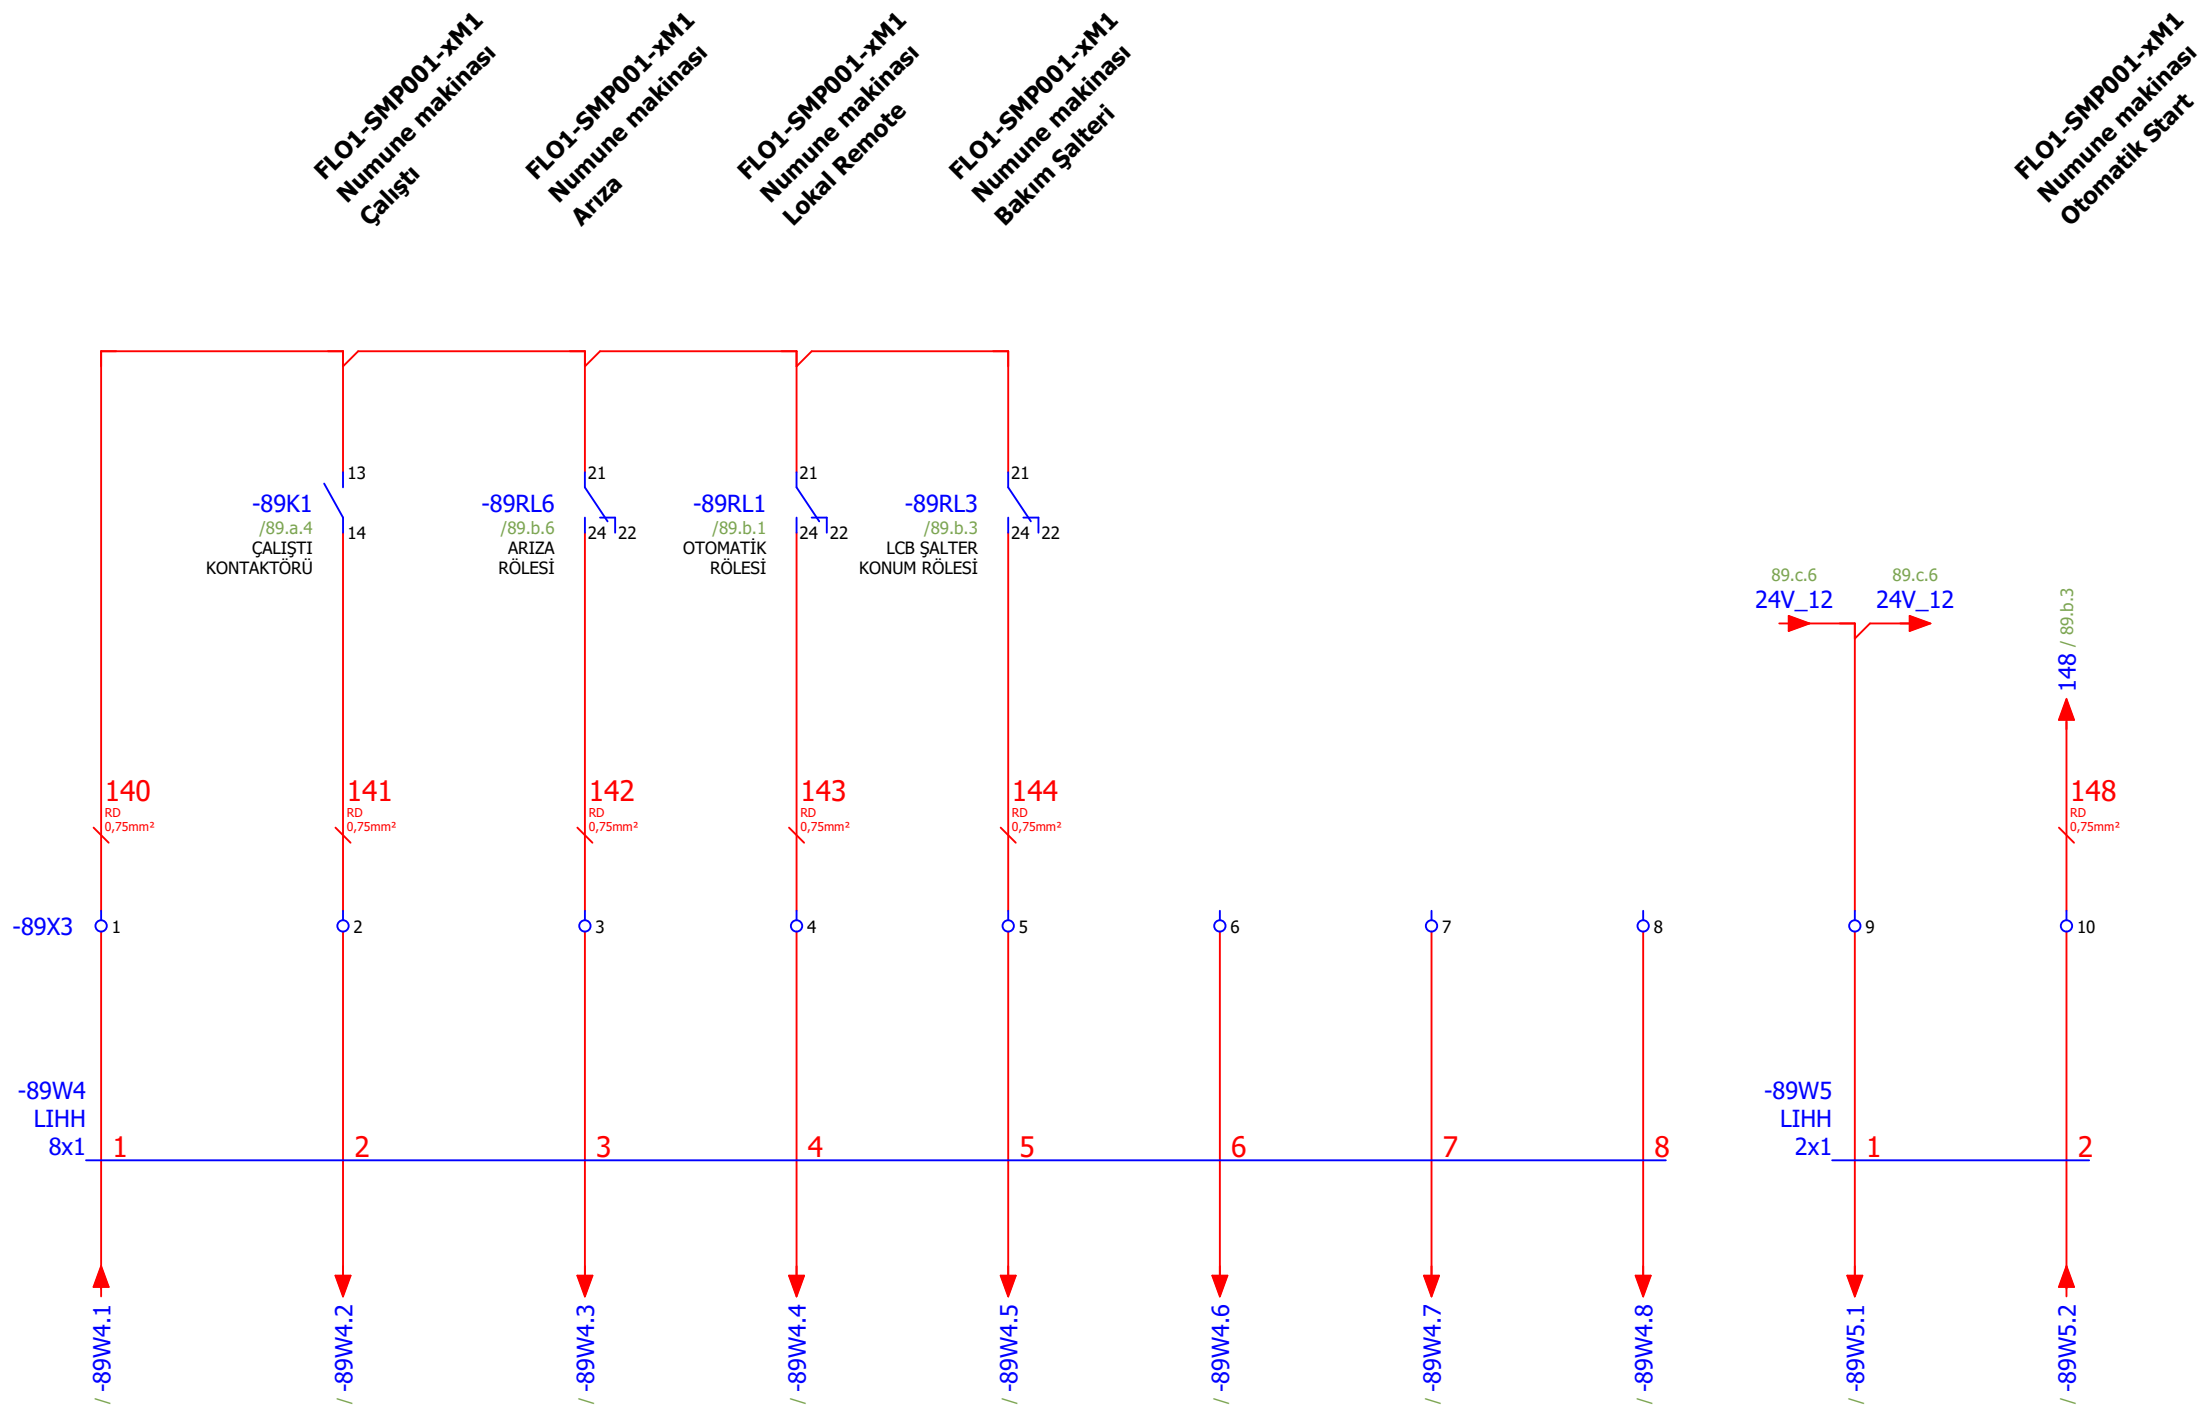 FLO1-SMP001-xM1
Numune makinası
Çalıştı
FLO1-SMP001-xM1
Numune makinası
Arıza
FLO1-SMP001-xM1
Numune makinası
Lokal Remote
FLO1-SMP001-xM1
Numune makinası
Bakım Şalteri
FLO1-SMP001-xM1
Numune makinası
Otomatik Start
13
-89K1
/89.a.4
14
ÇALIŞTI
KONTAKTÖRÜ
21
-89RL6
/89.b.6
24 22
ARIZA
RÖLESİ
21
-89RL1
/89.b.1
24 22
OTOMATİK
RÖLESİ
21
-89RL3
/89.b.3
24 22
LCB ŞALTER
KONUM RÖLESİ
89.c.6
24V_12
89.c.6
24V_12
148 / 89.b.3
140
RD
0,75mm²
141
RD
0,75mm²
142
RD
0,75mm²
143
RD
0,75mm²
144
RD
0,75mm²
148
RD
0,75mm²
-89X3
1
2
3
4
5
6
7
8
9
10
-89W4
LIHH
8x1
1
2
3
4
5
6
7
8
-89W5
LIHH
2x1
1
2
/ -89W4.1
/ -89W4.2
/ -89W4.3
/ -89W4.4
/ -89W4.5
/ -89W4.6
/ -89W4.7
/ -89W4.8
/ -89W5.1
/ -89W5.2